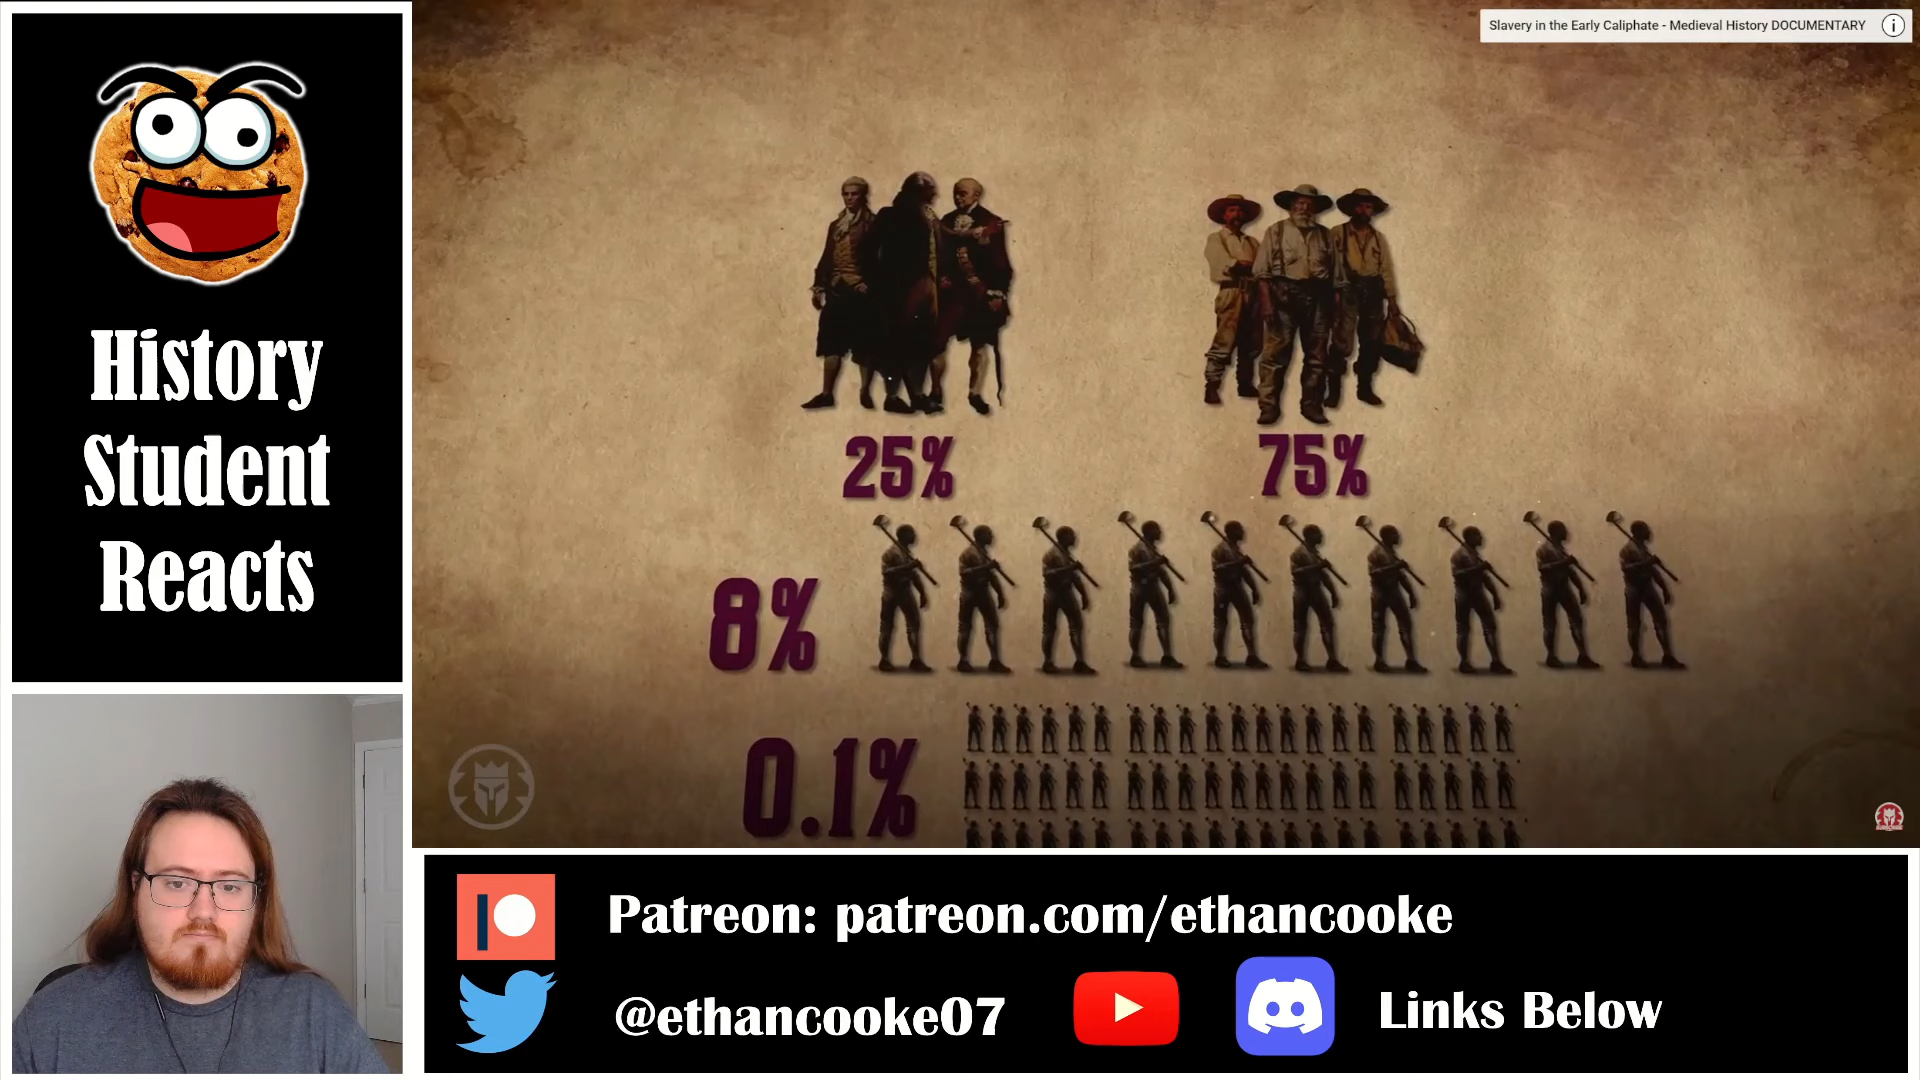 Slavery in the Early Caliphate - Medieval History DOCUMENTARY
History
Student
Reacts
25%
75%
8%
0.1%
Patreon: patreon.com/ethancooke
@ethancooke07
Links Below